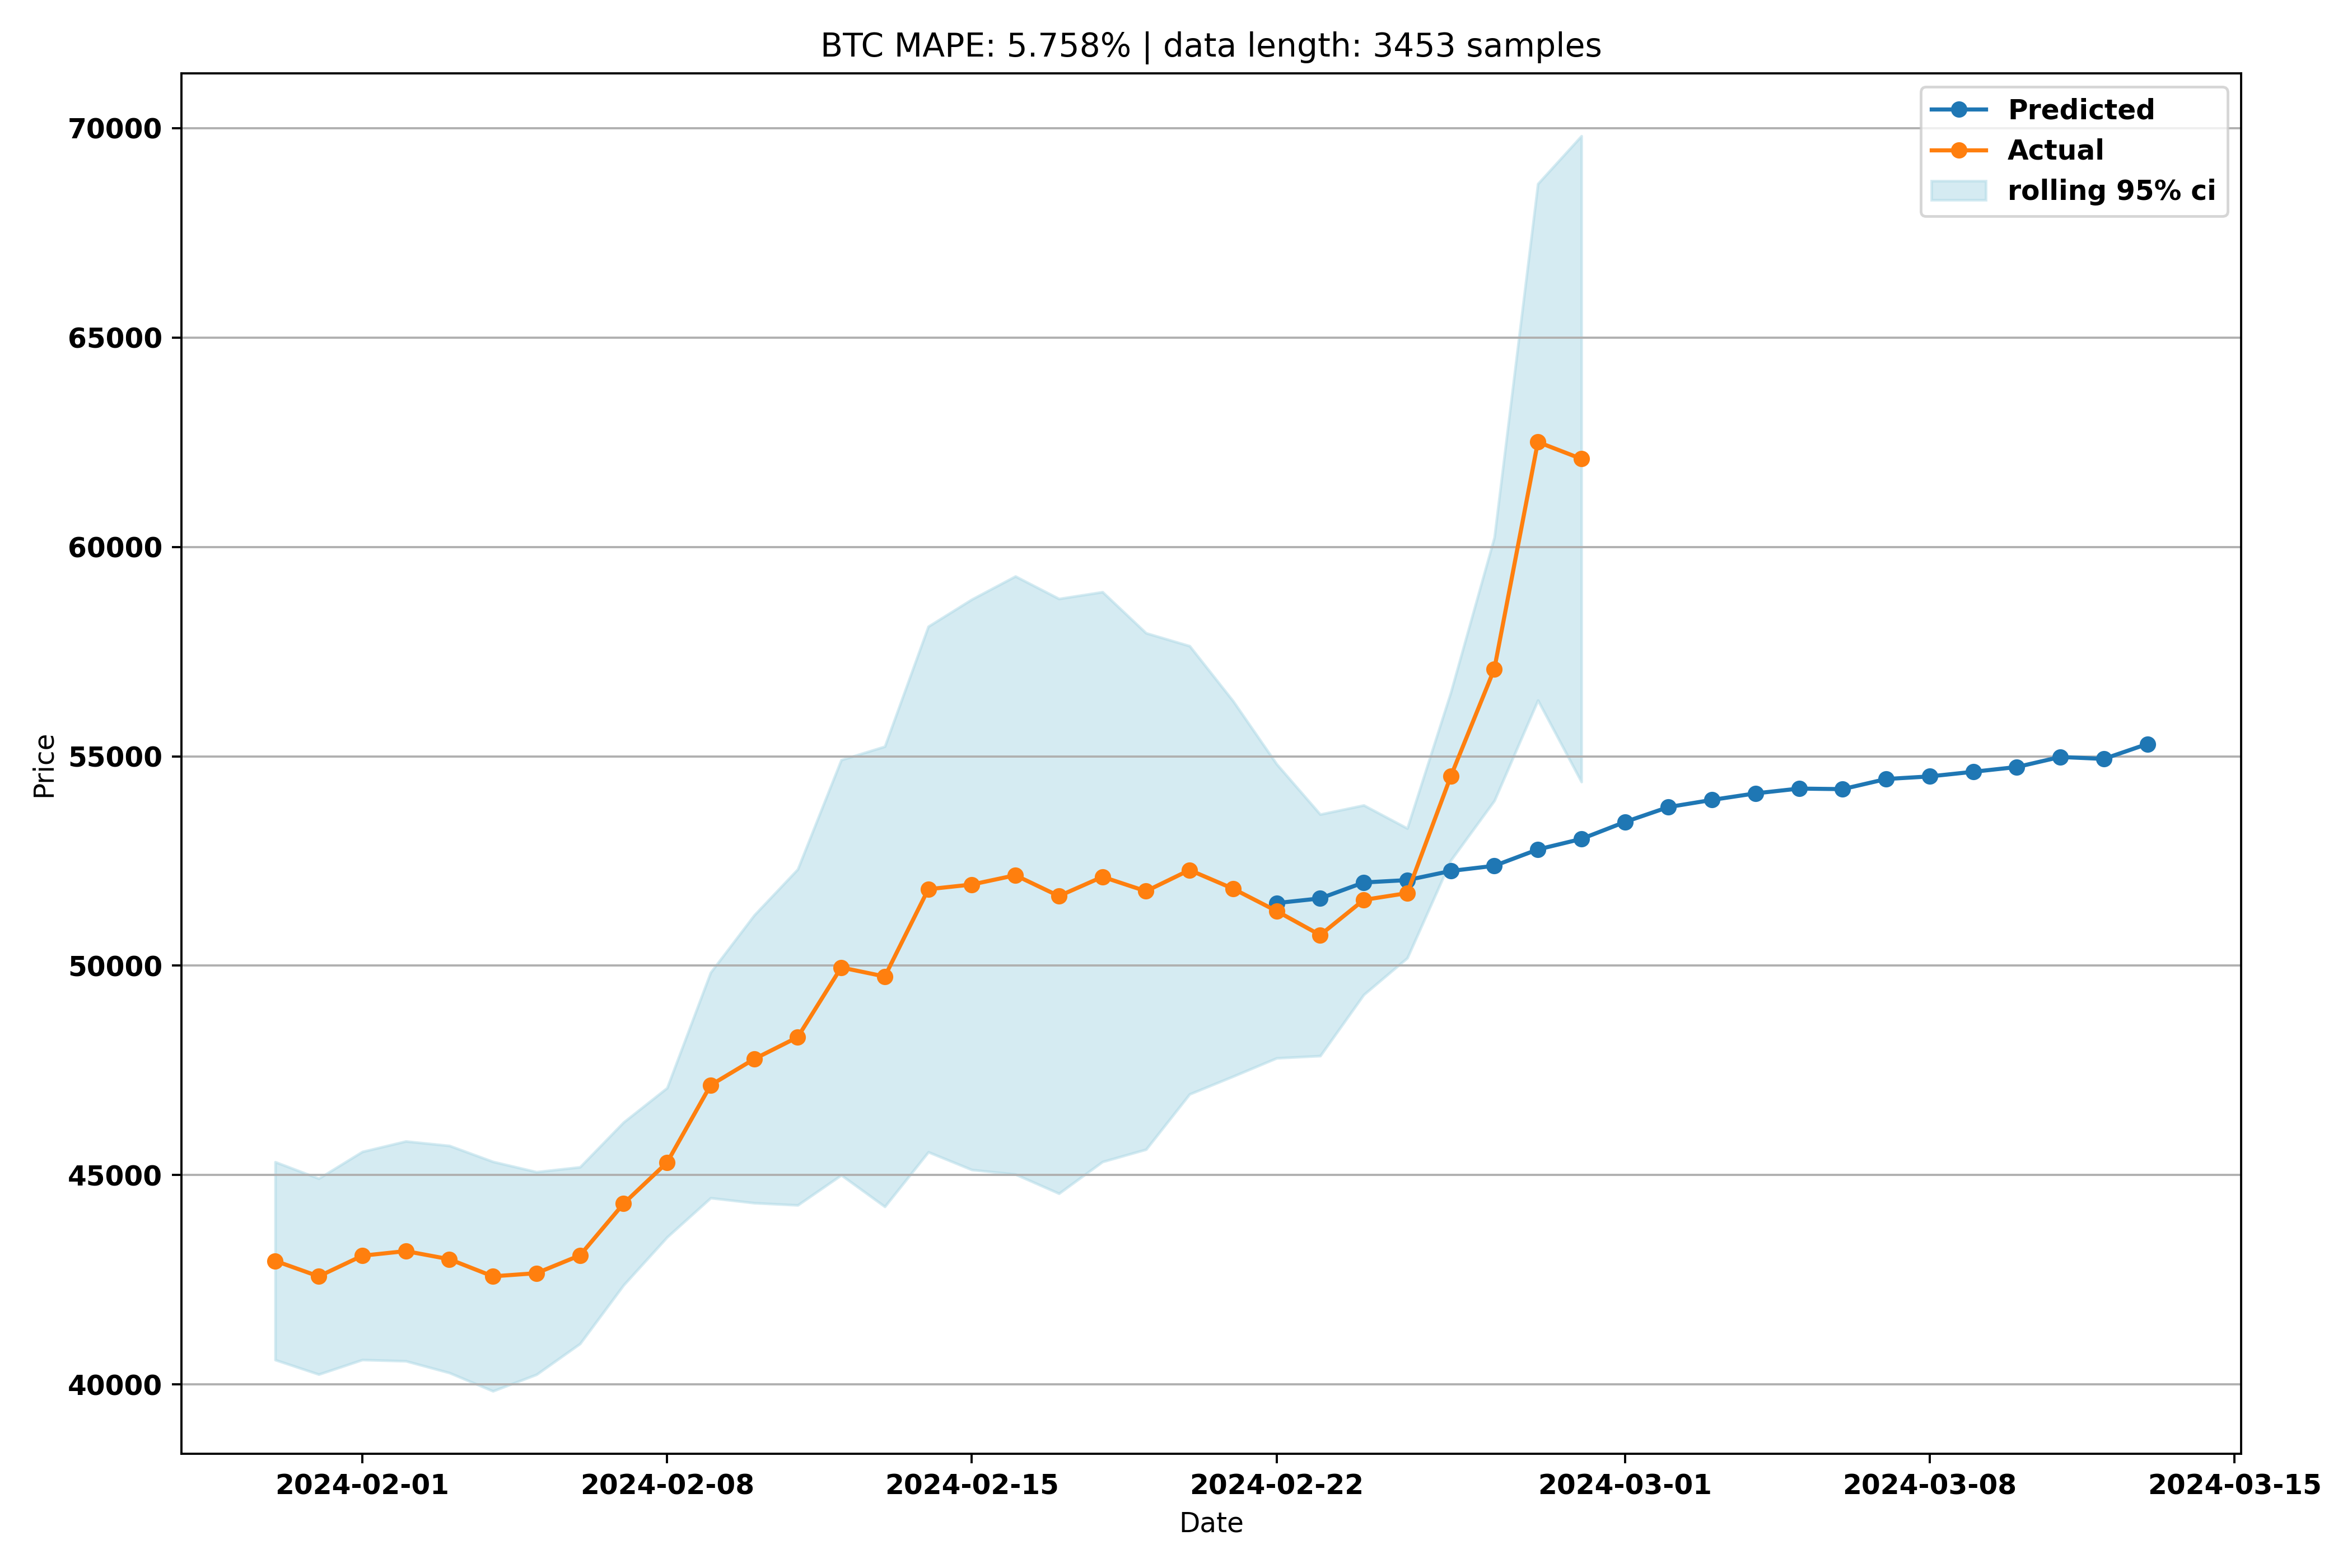 BTC MAPE: 5.758% | data length: 3453 samples
Predicted
Actual
rolling 95% ci
70000
65000
60000
55000
50000
45000
40000
Price
2024-02-01 2024-02-08 2024-02-15 2024-02-22 2024-03-01 2024-03-08 2024-03-15
Date